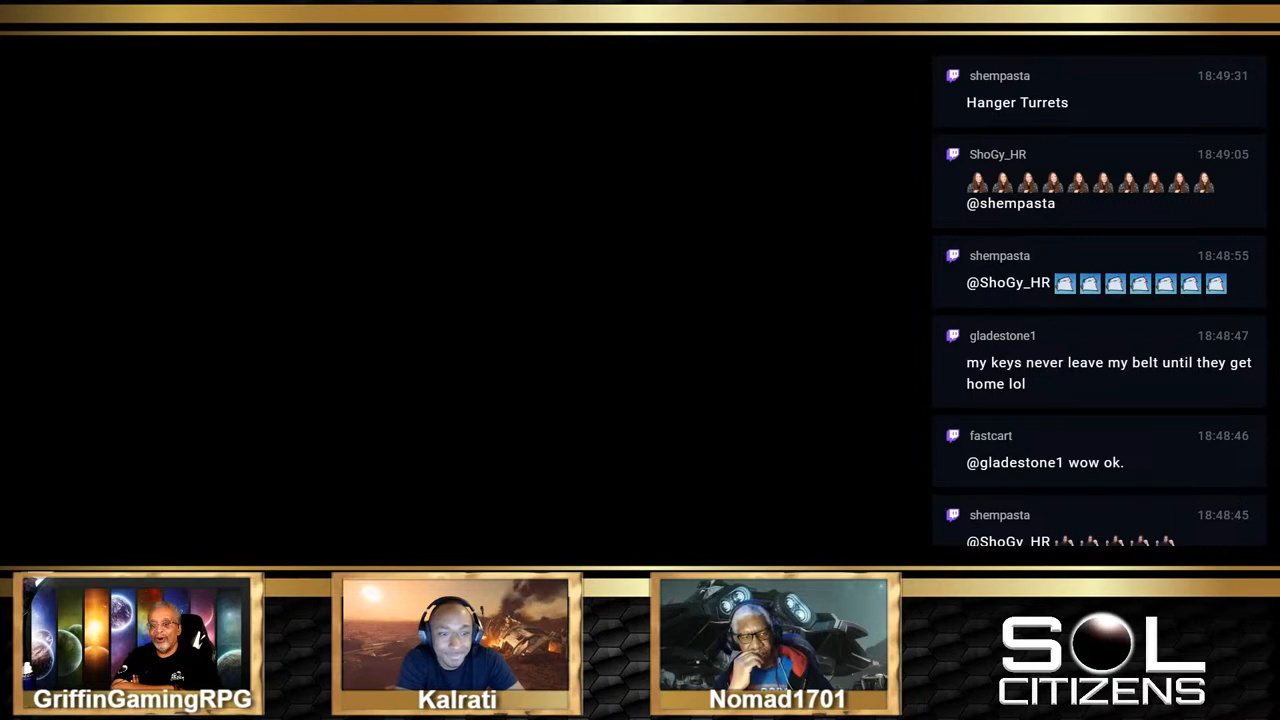 shempasta 18:49:31
Hanger Turrets
ShoGy_HR 18:49:05
@shempasta
shempasta 18:48:55
@ShoGy_HR
gladestone1 18:48:47
my keys never leave my belt until they get
home lol
fastcart 18:48:46
@gladestone1 wow ok.
shempasta 18:48:45
@ShoGy_HR
GriffinGamingRPG
Kalrati
Nomad1701
SOL
CITIZENS